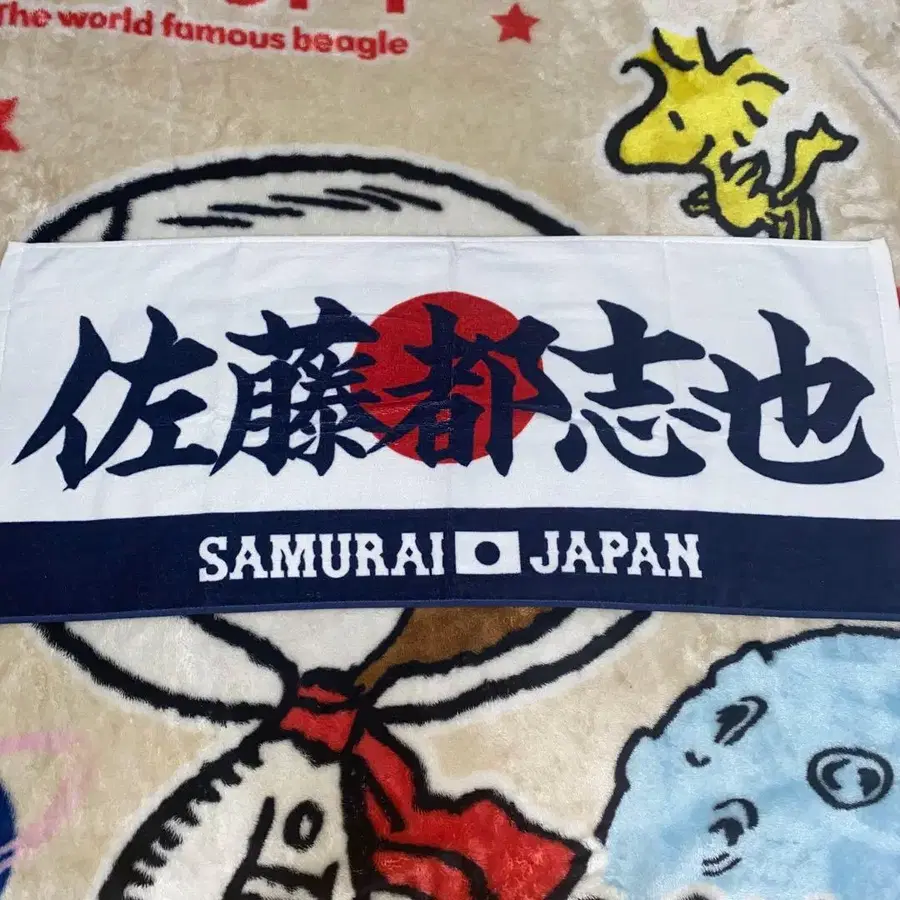 The world famous beagle
佐藤都志也
SAMURAI JAPAN